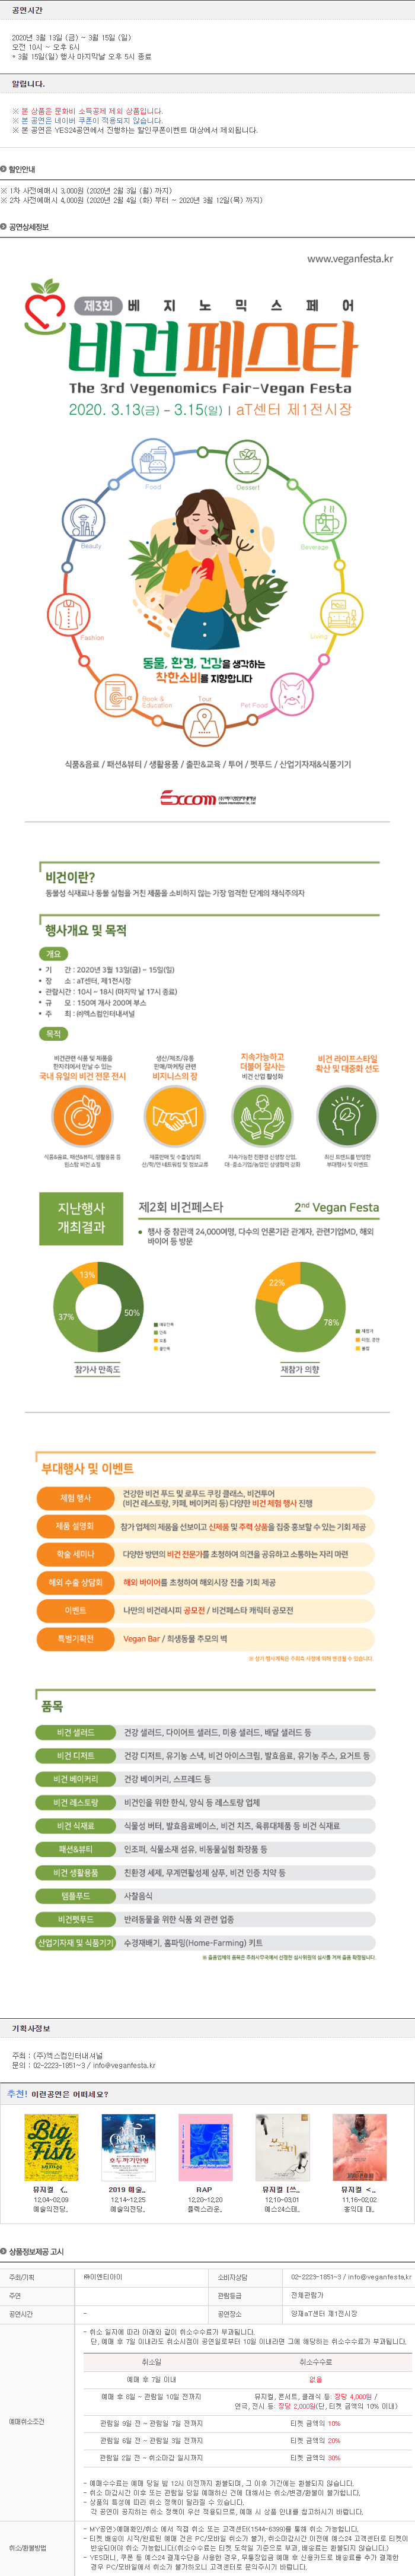 공연시간
2020년 3월 13일 (금) ~ 3월 15일 (일)
오전 10시 ~ 오후 6시
* 3월 15일(일) 행사 마지막날 오후 5시 종료
알립니다.
※ 본 상품은 문화비 소득공제 제외 상품입니다.
※ 본 공연은 네이버 쿠폰이 적용되지 않습니다.
※ 본 공연은 YES24공연에서 진행하는 할인쿠폰이벤트 대상에서 제외됩니다.
할인안내
※ 1차 사전예매시 3,000원 (2020년 2월 3일 (월) 까지)
※ 2차 사전예매시 4,000원 (2020년 2월 4일 (화) 부터 ~ 2020년 3월 12일(목) 까지)
공연상세정보
www.veganfesta.kr
제3회 베지노믹스페어
비건페스타
The 3rd Vegenomics Fair-Vegan Festa
2020. 3.13(금) - 3.15(일) | aT센터 제1전시장
Food
Dessert
Beauty
Beverage
Fashion
Living
동물, 환경, 건강을 생각하는
착한소비를 지향합니다
Book &
Education
Tour
Pet Food
식품&음료 / 패션&뷰티 / 생활용품 / 출판&교육 / 투어 / 펫푸드 / 산업기자재&식품기기
Excom
비건이란?
동물성 식재료나 동물 실험을 거친 제품을 소비하지 않는 가장 엄격한 단계의 채식주의자
행사개요 및 목적
개요
• 기 간 : 2020년 3월 13일(금) ~ 15일(일)
• 장 소 : aT센터, 제1전시장
• 관람시간 : 10시 ~ 18시 (마지막 날 17시 종료)
• 규 모 : 150여 개사 200여 부스
• 주 최 : ㈜엑스컴인터내셔널
목적
비건관련 식품 및 제품을
한자리에서 만날 수 있는
국내 유일의 비건 전문 전시
생산/제조/유통
판매/마케팅 관련
비지니스의 장
지속가능하고
더불어 잘사는
비건 산업 활성화
비건 라이프스타일
확산 및 대중화 선도
식품&음료, 패션&뷰티, 생활용품 등
원스탑 비건 쇼핑
제품판매 및 수출상담회
신/학/연 네트워킹 및 정보교류
지속가능한 친환경 신생장 산업,
대·중소기업/농업인 상생협력 강화
최신 트렌드를 반영한
부대행사 및 이벤트
지난행사
개최결과
제2회 비건페스타
2nd Vegan Festa
• 행사 중 참관객 24,000여명, 다수의 언론기관 관계자, 관련기업MD, 해외
바이어 등 방문
13%
37%
50%
참가사 만족도
22%
78%
재참가 의향
부대행사 및 이벤트
체험 행사
건강한 비건 푸드 및 로푸드 쿠킹 클래스, 비건투어
(비건 레스토랑, 카페, 베이커리 등) 다양한 비건 체험 행사 진행
제품 설명회
참가 업체의 제품을 선보이고 신제품 및 주력 상품을 집중 홍보할 수 있는 기회 제공
학술 세미나
다양한 방면의 비건 전문가를 초청하여 의견을 공유하고 소통하는 자리 마련
해외 수출 상담회
해외 바이어를 초청하여 해외시장 진출 기회 제공
이벤트
나만의 비건레시피 공모전 / 비건페스타 캐릭터 공모전
특별기획전
Vegan Bar / 희생동물 추모의 벽
※ 상기 행사계획은 주최측 사정에 의해 변경될 수 있습니다.
품목
비건 샐러드
건강 샐러드, 다이어트 샐러드, 미용 샐러드, 배달 샐러드 등
비건 디저트
건강 디저트, 유기농 스낵, 비건 아이스크림, 발효음료, 유기농 주스, 요거트 등
비건 베이커리
건강 베이커리, 스프레드 등
비건 레스토랑
비건인을 위한 한식, 양식 등 레스토랑 업체
비건 식재료
식물성 버터, 발효음료베이스, 비건 치즈, 육류대체품 등 비건 식재료
패션&뷰티
인조퍼, 식물소재 섬유, 비동물실험 화장품 등
비건 생활용품
친환경 세제, 무계면활성제 샴푸, 비건 인증 치약 등
템플푸드
사찰음식
비건펫푸드
반려동물을 위한 식품 외 관련 업종
산업기자재 및 식품기기
수경재배기, 홈파밍(Home-Farming) 키트
※ 출품업체의 품목은 주최사무국에서 선정한 심사위원의 심사를 거쳐 출품 확정됩니다.
기획사정보
주최 : (주)엑스컴인터내셔널
문의 : 02-2223-1851~3 / info@veganfesta.kr
추천! 이런공연은 어떠세요?
Big
Fish
호두까기인형
뮤지컬 <..
12.04~02.09
예술의전당..
2019 예술..
12.14~12.25
예술의전당..
RAP
12.20~12.20
플랙스라운..
뮤지컬 [쓰..
12.10~03.01
예스24스테..
뮤지컬 <..
11.16~02.02
홍익대 대..
상품정보제공 고시
주최/기획
㈜이엔티아이
소비자상담
02-2223-1851~3 / info@veganfesta.kr
주연
관람등급
전체관람가
공연시간
-
공연장소
양재aT센터 제1전시장
예매취소조건
- 취소 일자에 따라 아래와 같이 취소수수료가 부과됩니다.
단, 예매 후 7일 이내라도 취소시점이 공연일로부터 10일 이내라면 그에 해당하는 취소수수료가 부과됩니다.
취소일
취소수수료
예매 후 7일 이내
없음
예매 후 8일 ~ 관람일 10일 전까지
뮤지컬, 콘서트, 클래식 등: 장당 4,000원 /
연극, 전시 등: 장당 2,000원(단, 티켓 금액의 10% 이내)
관람일 9일 전 ~ 관람일 7일 전까지
티켓 금액의 10%
관람일 6일 전 ~ 관람일 3일 전까지
티켓 금액의 20%
관람일 2일 전 ~ 취소마감 일시까지
티켓 금액의 30%
- 예매수수료는 예매 당일 밤 12시 이전까지 환불되며, 그 이후 기간에는 환불되지 않습니다.
- 취소 마감시간 이후 또는 관람일 당일 예매하신 건에 대해서는 취소/변경/환불이 불가합니다.
- 상품의 특성에 따라 취소 정책이 달라질 수 있습니다.
각 공연이 공지하는 취소 정책이 우선 적용되므로, 예매 시 상품 안내를 참고하시기 바랍니다.
취소/환불방법
- MY공연>예매확인/취소 에서 직접 취소 또는 고객센터(1544-6399)를 통해 취소 가능합니다.
- 티켓 배송이 시작/완료된 예매 건은 PC/모바일 취소가 불가, 취소마감시간 이전에 예스24 고객센터로 티켓이
반송되어야 취소 가능합니다.(취소수수료는 티켓 도착일 기준으로 부과, 배송료는 환불되지 않습니다.)
- YES머니, 쿠폰 등 예스24 결제수단을 사용한 경우, 무통장입금 예매 후 신용카드로 배송료를 추가 결제한
경우 PC/모바일에서 취소가 불가하오니 고객센터로 문의주시기 바랍니다.